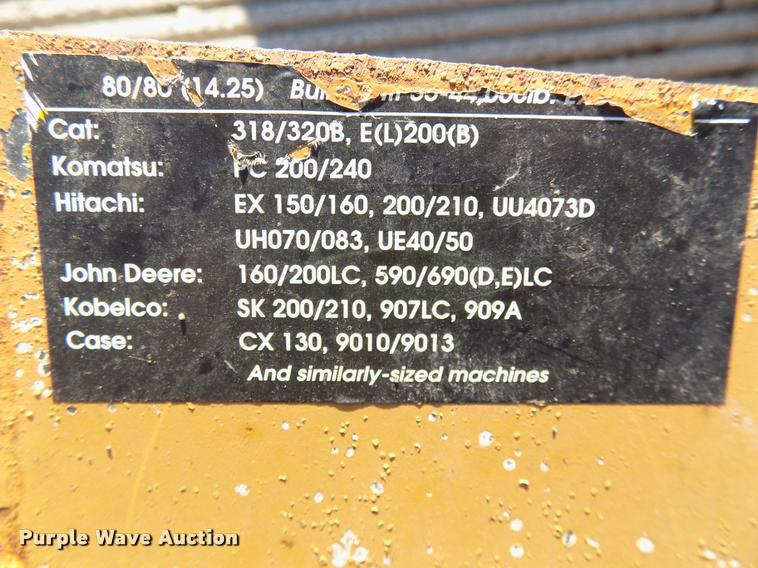 80/80 (14.25)
Cat: 318/320B, E(L)200(B)
Komatsu: PC 200/240
Hitachi: EX 150/160, 200/210, UU4073D
UH070/083, UE40/50
John Deere: 160/200LC, 590/690(D,E)LC
Kobelco: SK 200/210, 907LC, 909A
Case: CX 130, 9010/9013
And similarly-sized machines
Purple Wave Auction